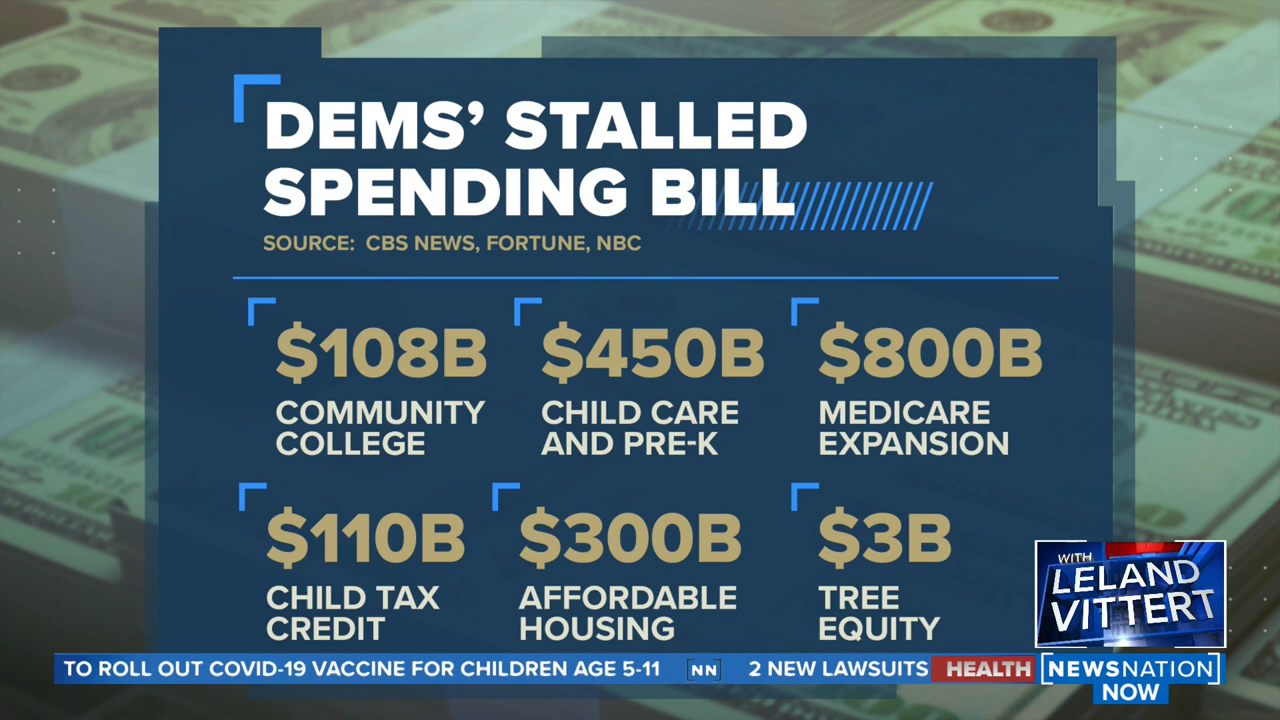 DEMS' STALLED
SPENDING BILL
SOURCE: CBS NEWS, FORTUNE, NBC
$108B
COMMUNITY
COLLEGE
$450B
CHILD CARE
AND PRE-K
$800B
MEDICARE
EXPANSION
$110B
CHILD TAX
CREDIT
$300B
AFFORDABLE
HOUSING
$3B
TREE
EQUITY
WITH
LELAND
VITTERT
TO ROLL OUT COVID-19 VACCINE FOR CHILDREN AGE 5-11 NN 2 NEW LAWSUITS HEALTH NEWSNATION
NOW